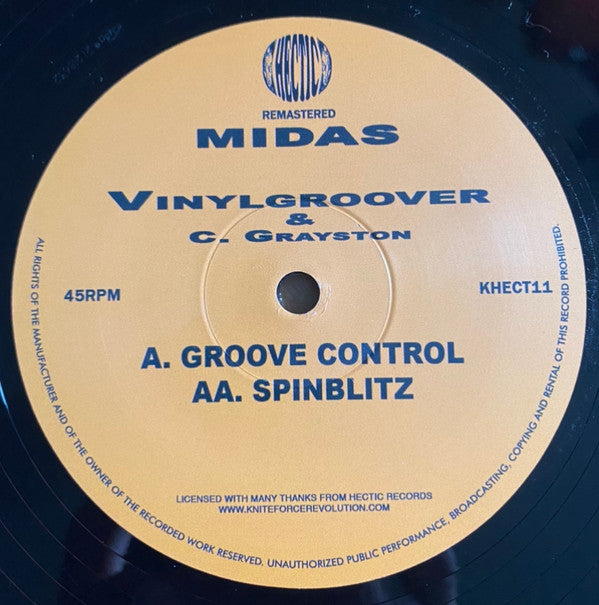 HECTIC
REMASTERED
MIDAS
VINYLGROOVER
&
C. GRAYSTON
45RPM
KHECT11
A. GROOVE CONTROL
AA. SPINBLITZ
LICENSED WITH MANY THANKS FROM HECTIC RECORDS
WWW.KNITEFORCEREVOLUTION.COM
ALL RIGHTS OF THE MANUFACTURER AND OF THE OWNER OF THE RECORDED WORK RESERVED, UNAUTHORIZED PUBLIC PERFORMANCE, BROADCASTING, COPYING AND RENTAL OF THIS RECORD PROHIBITED.